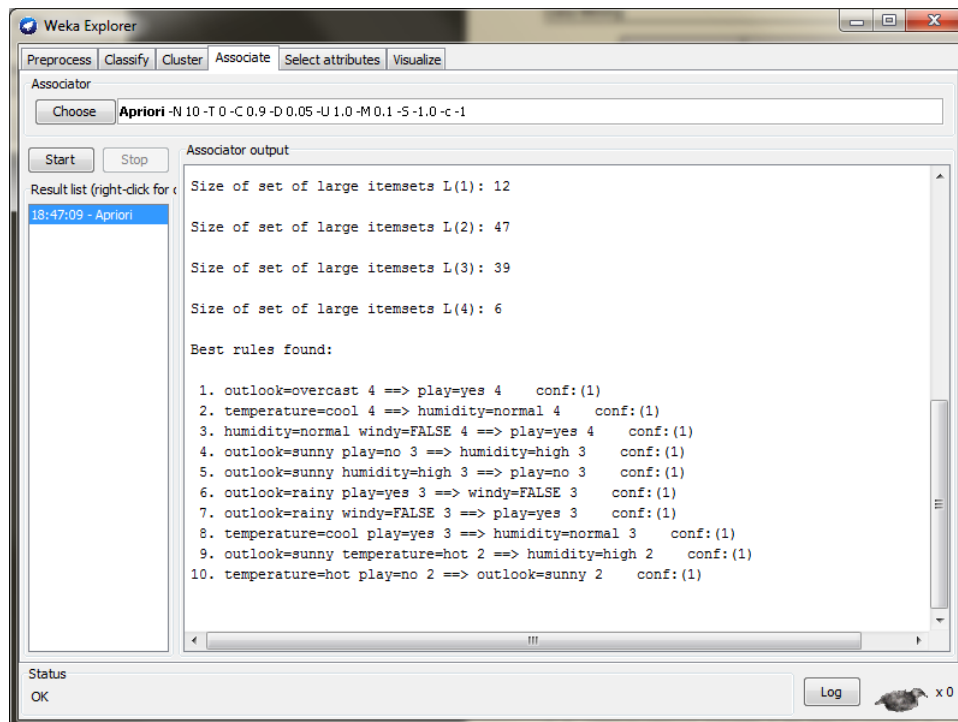 Weka Explorer
Preprocess Classify Cluster Associate Select attributes Visualize
Associator
Choose Apriori -N 10 -T 0 -C 0.9 -D 0.05 -U 1.0 -M 0.1 -S -1.0 -c -1
Start Stop
Result list (right-click for
18:47:09 - Apriori
Associator output
Size of set of large itemsets L(1): 12
Size of set of large itemsets L(2): 47
Size of set of large itemsets L(3): 39
Size of set of large itemsets L(4): 6
Best rules found:
1. outlook=overcast 4 ==> play=yes 4 conf:(1)
2. temperature=cool 4 ==> humidity=normal 4 conf:(1)
3. humidity=normal windy=FALSE 4 ==> play=yes 4 conf:(1)
4. outlook=sunny play=no 3 ==> humidity=high 3 conf:(1)
5. outlook=sunny humidity=high 3 ==> play=no 3 conf:(1)
6. outlook=rainy play=yes 3 ==> windy=FALSE 3 conf:(1)
7. outlook=rainy windy=FALSE 3 ==> play=yes 3 conf:(1)
8. temperature=cool play=yes 3 ==> humidity=normal 3 conf:(1)
9. outlook=sunny temperature=hot 2 ==> humidity=high 2 conf:(1)
10. temperature=hot play=no 2 ==> outlook=sunny 2 conf:(1)
Status
OK
Log x 0